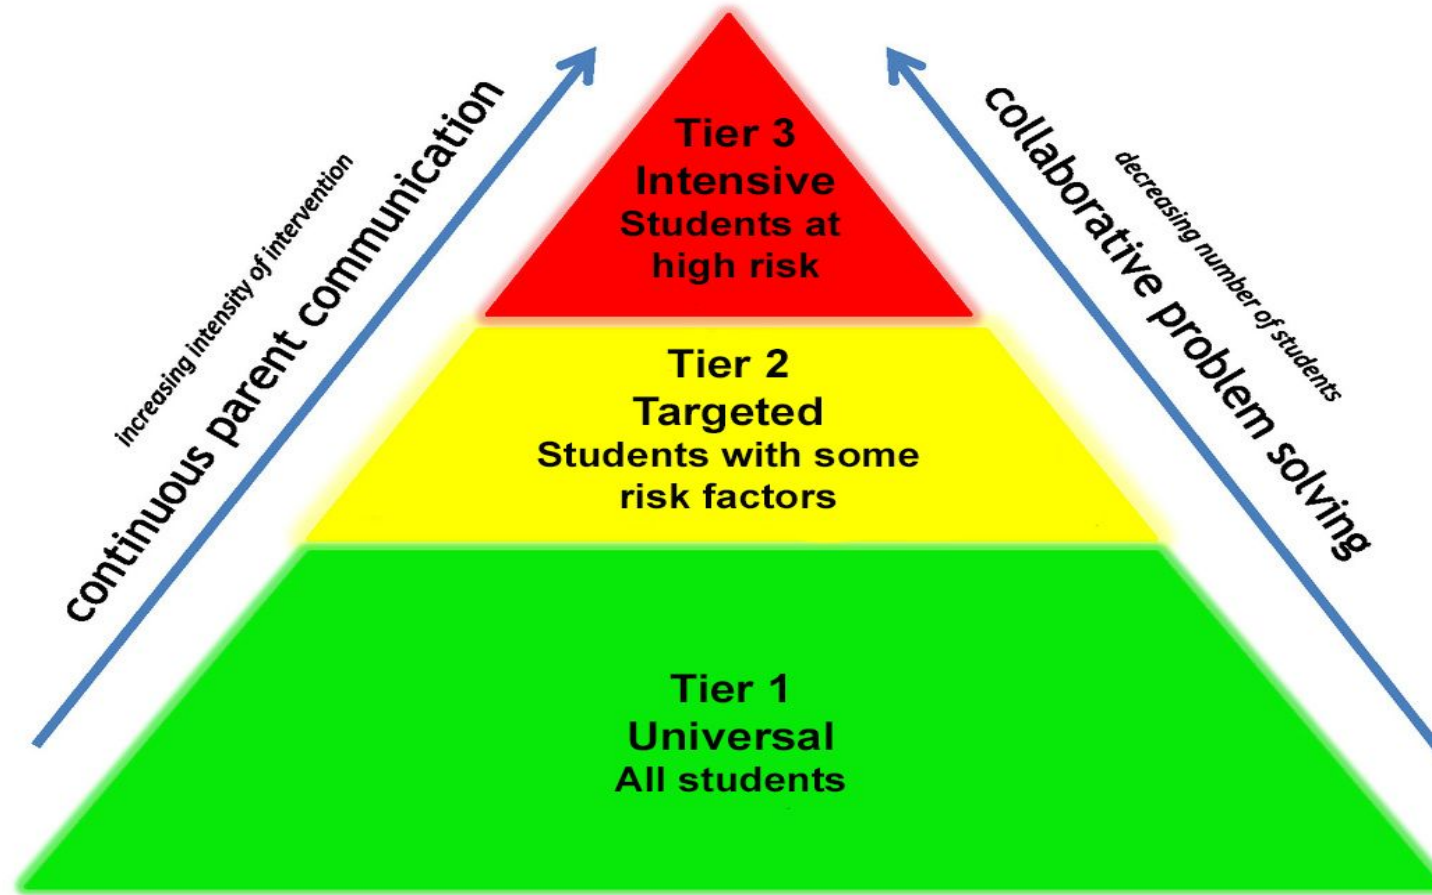 increasing intensity of intervention
continuous parent communication
Tier 3
Intensive
Students at
high risk
Tier 2
Targeted
Students with some
risk factors
Tier 1
Universal
All students
decreasing number of students
collaborative problem solving